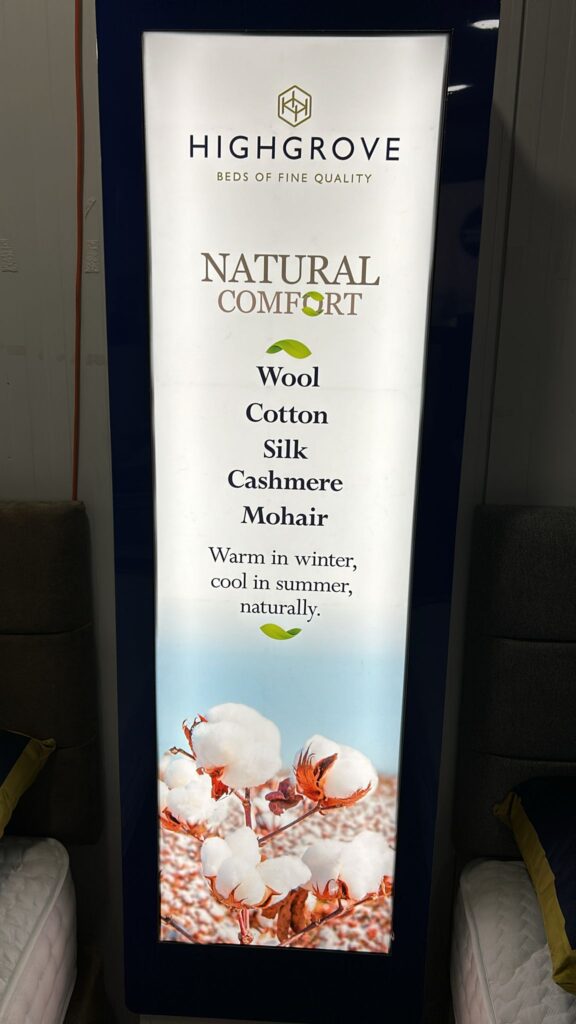 HIGHGROVE
BEDS OF FINE QUALITY
NATURAL
COMFORT
Wool
Cotton
Silk
Cashmere
Mohair
Warm in winter,
cool in summer,
naturally.